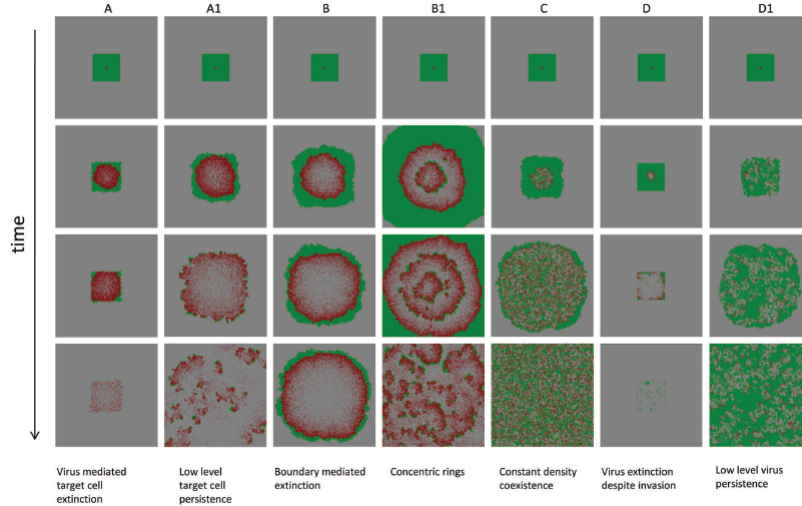 A A1 B B1 C D D1
time
Virus mediated target cell extinction
Low level target cell persistence
Boundary mediated extinction
Concentric rings
Constant density coexistence
Virus extinction despite invasion
Low level virus persistence